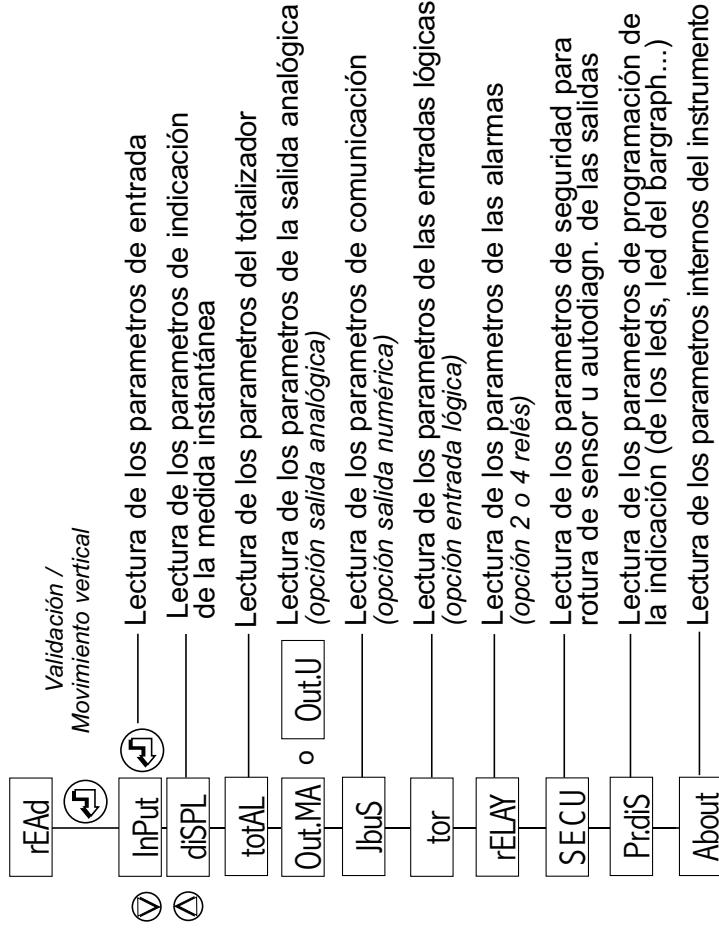 rEAd
Validación /
Movimiento vertical
InPut
Lectura de los parametros de entrada
diSPL
Lectura de los parametros de indicación
de la medida instantánea
totAL
Lectura de los parametros del totalizador
Out.MA o Out.U
Lectura de los parametros de la salida analógica
(opción salida analógica)
JbuS
Lectura de los parametros de comunicación
(opción salida numérica)
tor
Lectura de los parametros de las entradas lógicas
(opción entrada lógica)
rELAY
Lectura de los parametros de las alarmas
(opción 2 o 4 relés)
SECU
Lectura de los parametros de seguridad para
rotura de sensor u autodiagn. de las salidas
Pr.diS
Lectura de los parametros de programación de
la indicación (de los leds, led del bargraph...)
About
Lectura de los parametros internos del instrumento